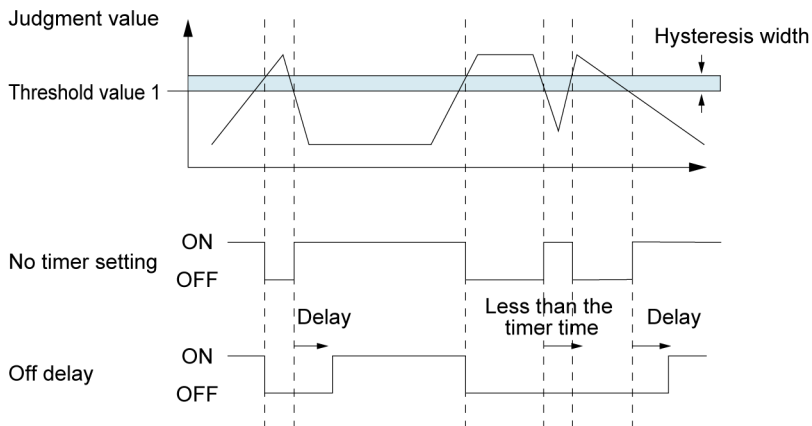 Judgment value
Hysteresis width
Threshold value 1
ON
No timer setting
OFF
Delay
Less than the
timer time
Delay
ON
Off delay
OFF